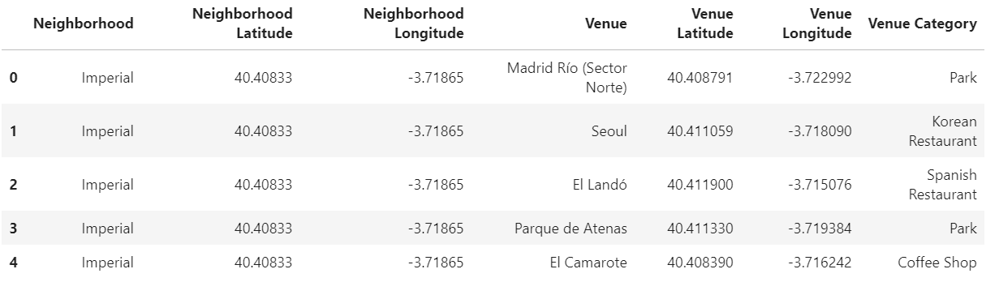 Neighborhood Neighborhood Latitude Neighborhood Longitude Venue Venue Latitude Venue Longitude Venue Category
0 Imperial 40.40833 -3.71865 Madrid Río (Sector Norte) 40.408791 -3.722992 Park
1 Imperial 40.40833 -3.71865 Seoul 40.411059 -3.718090 Korean Restaurant
2 Imperial 40.40833 -3.71865 El Landó 40.411900 -3.715076 Spanish Restaurant
3 Imperial 40.40833 -3.71865 Parque de Atenas 40.411330 -3.719384 Park
4 Imperial 40.40833 -3.71865 El Camarote 40.408390 -3.716242 Coffee Shop